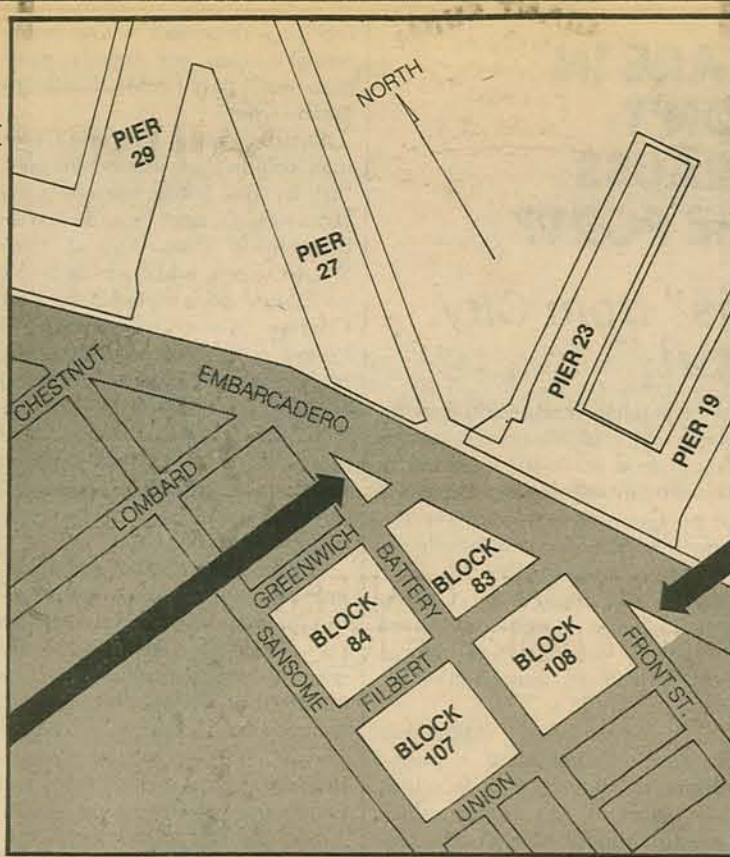 PIER
29
NORTH
PIER
27
PIER 23
PIER 19
CHESTNUT
EMBARCADERO
LOMBARD
GREENWICH
BATTERY
BLOCK
83
BLOCK
84
SANSOME
FILBERT
BLOCK
108
FRONT ST.
BLOCK
107
UNION